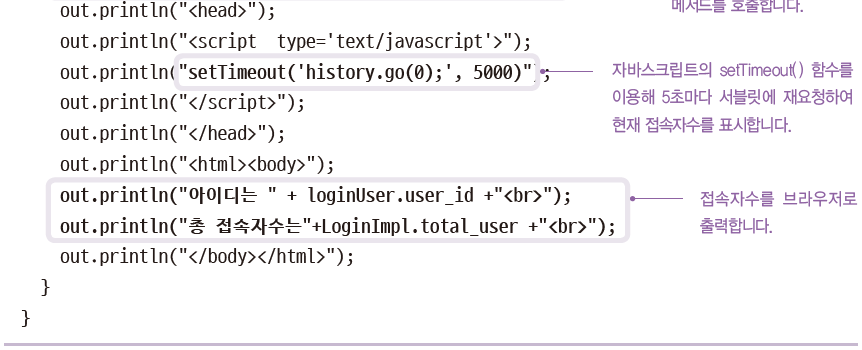 메서드를 호출합니다.
out.println("<head>");
out.println("<script  type='text/javascript'>");
out.println("setTimeout('history.go(0);', 5000)");
자바스크립트의 setTimeout() 함수를
이용해 5초마다 서블릿에 재요청하여
현재 접속자수를 표시합니다.
out.println("</script>");
out.println("</head>");
out.println("<html><body>");
out.println("아이디는 " + loginUser.user_id +"<br>");
out.println("총 접속자수는"+LoginImpl.total_user +"<br>");
접속자수를 브라우저로
출력합니다.
out.println("</body></html>");
}
}